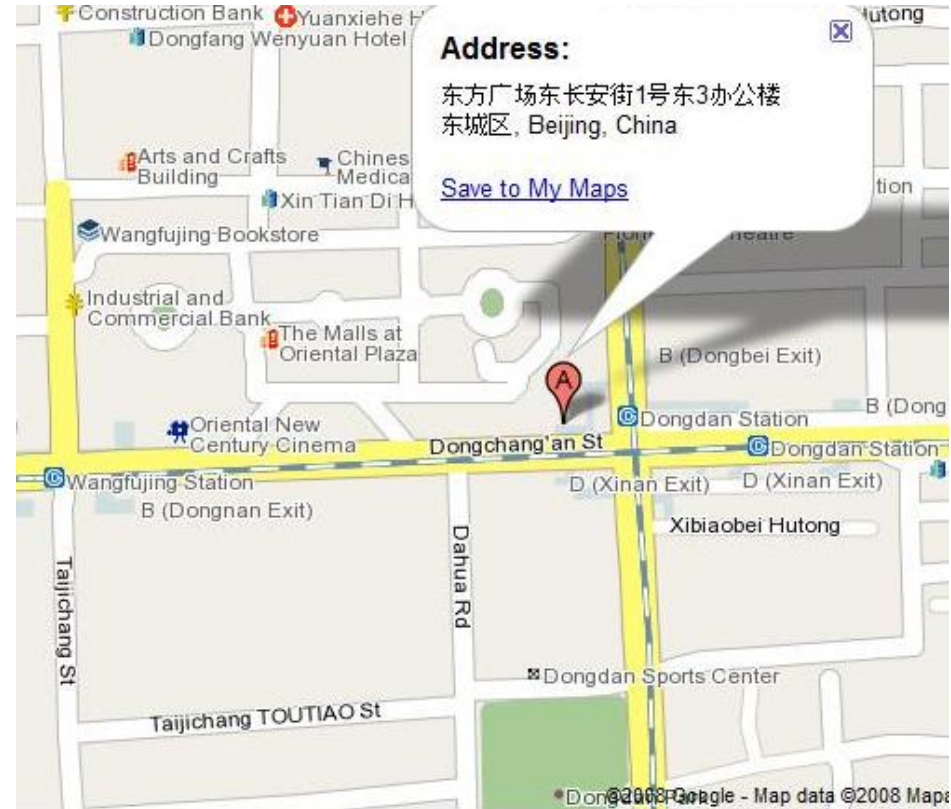 Construction Bank
Yuanxiehe H
Dongfang Wenyuan Hotel
Hutong
Address:
东方广场东长安街1号东3办公楼
东城区, Beijing, China
Save to My Maps
Arts and Crafts
Building
Chines
Medica
Xin Tian Di H
tion
Wangfujing Bookstore
Industrial and
Commercial Bank
The Malls at
Oriental Plaza
B (Dongbei Exit)
A
Oriental New
Century Cinema
Dongchang'an St
Dongdan Station
B (Dong
Dongdan Station
Wangfujing Station
B (Dongnan Exit)
D (Xinan Exit)
D (Xinan Exit)
Xibiaobei Hutong
Dahua Rd
Taijichang St
Dongdan Sports Center
Taijichang TOUTIAO St
Dongdan Park
©2008 Google - Map data ©2008 Mapa